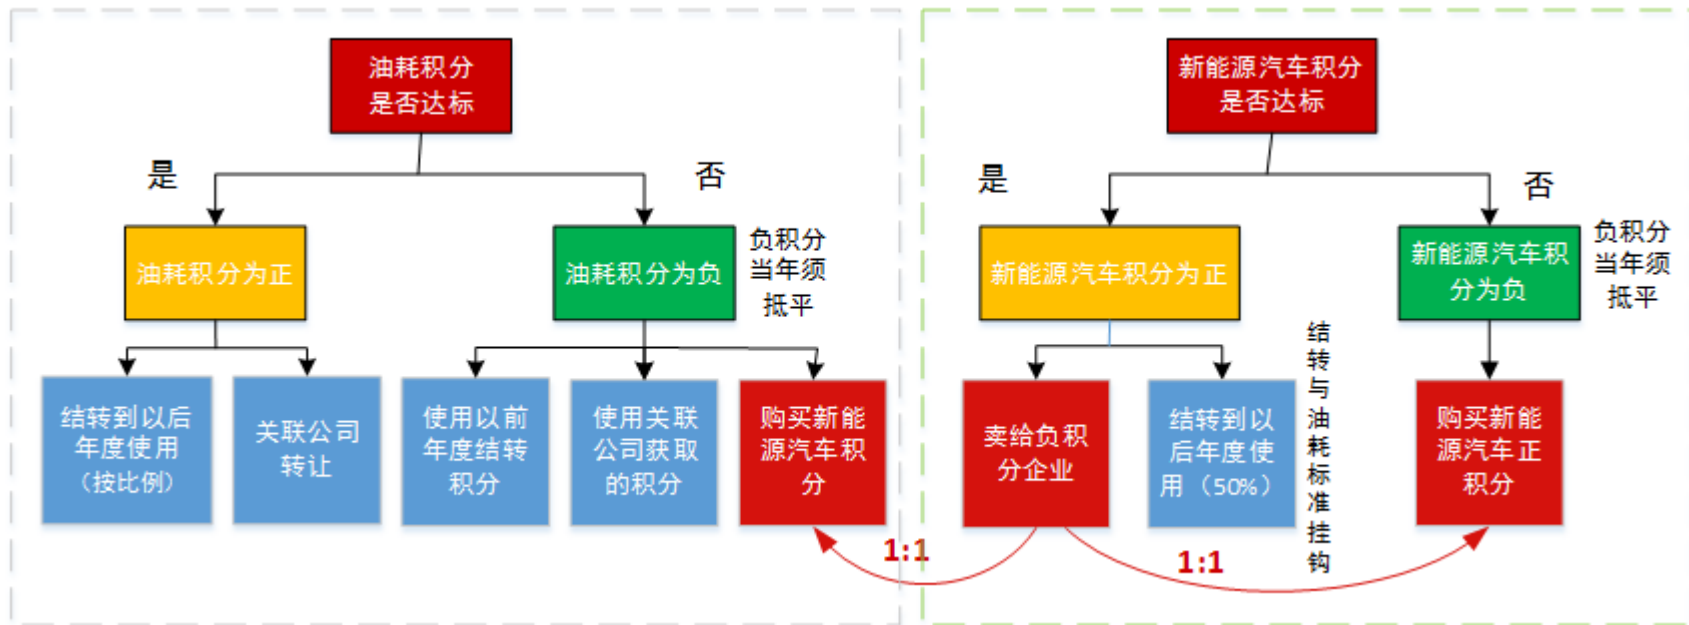 油耗积分
是否达标
是
否
油耗积分为正
油耗积分为负
负积分
当年须
抵平
结转到以后
年度使用
（按比例）
关联公司
转让
使用以前
年度结转
积分
使用关联
公司获取
的积分
购买新能
源汽车积
分
1:1
新能源汽车积分
是否达标
是
否
新能源汽车积分为正
新能源汽车积
分为负
负积分
当年须
抵平
卖给负积
分企业
结转到以
后年度使
用（50%）
结
转
与
油
耗
标
准
挂
钩
购买新能
源汽车正
积分
1:1